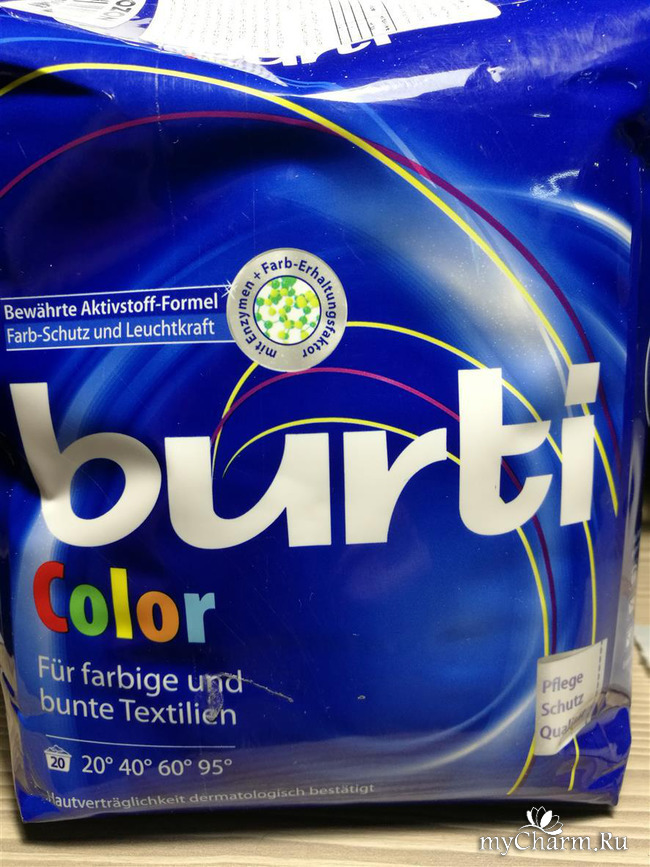 Bewährte Aktivstoff-Formel
Farb-Schutz und Leuchtkraft
mit Enzymen + Farb-Erhaltungsfaktor
burti
Color
Für farbige und
bunte Textilien
Pflege
Schutz
20 20° 40° 60° 95°
Hautverträglichkeit dermatologisch bestätigt
myCharm.Ru